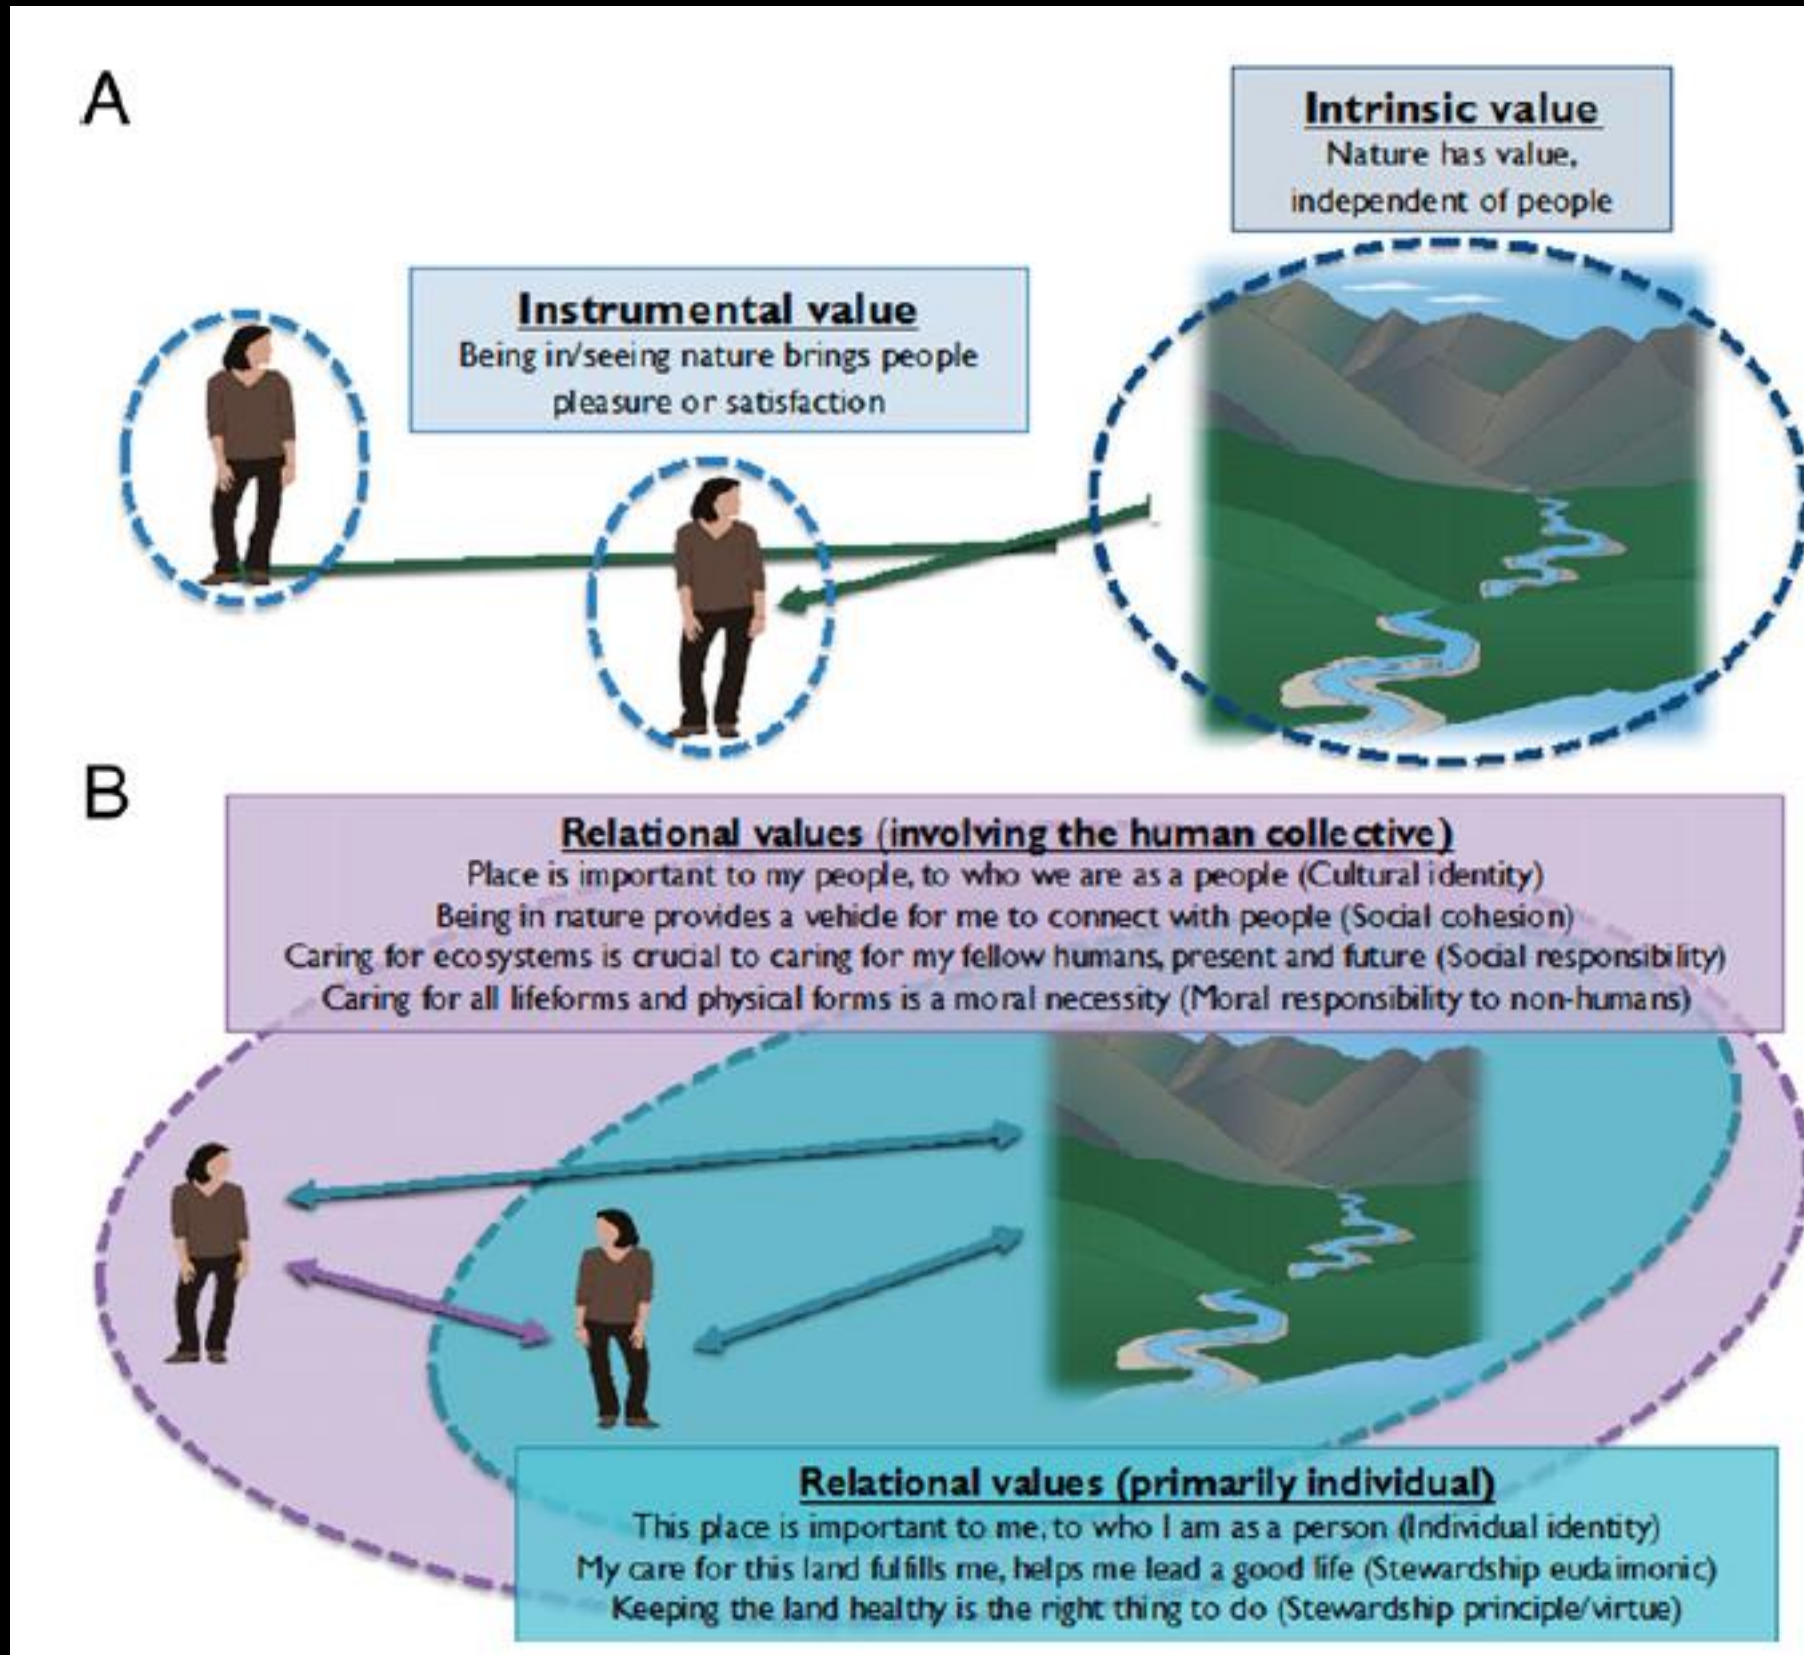 A
Intrinsic value
Nature has value,
independent of people
Instrumental value
Being in/seeing nature brings people
pleasure or satisfaction
B
Relational values (involving the human collective)
Place is important to my people, to who we are as a people (Cultural identity)
Being in nature provides a vehicle for me to connect with people (Social cohesion)
Caring for ecosystems is crucial to caring for my fellow humans, present and future (Social responsibility)
Caring for all lifeforms and physical forms is a moral necessity (Moral responsibility to non-humans)
Relational values (primarily individual)
This place is important to me, to who I am as a person (Individual identity)
My care for this land fulfills me, helps me lead a good life (Stewardship eudaimonic)
Keeping the land healthy is the right thing to do (Stewardship principle/virtue)